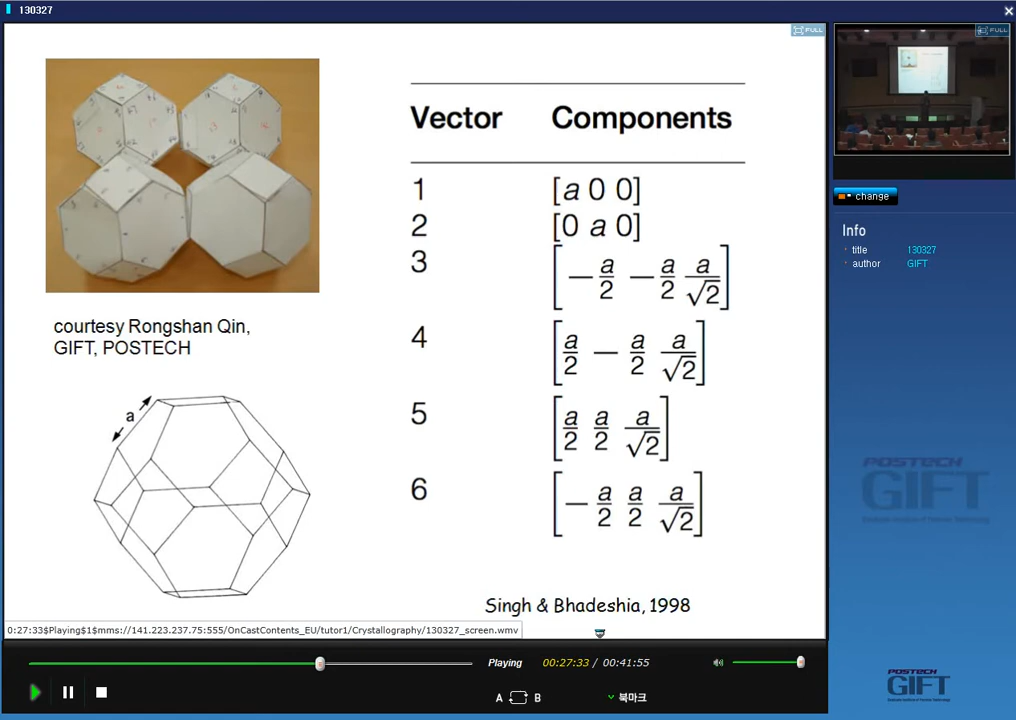 130327
FULL
FULL
Vector Components
1 [a 0 0]
2 [0 a 0]
3 [− a/2 − a/2 a/√2]
4 [a/2 − a/2 a/√2]
5 [a/2 a/2 a/√2]
6 [− a/2 a/2 a/√2]
courtesy Rongshan Qin,
GIFT, POSTECH
a
Singh & Bhadeshia, 1998
change
Info
title 130327
author GIFT
POSTECH
GIFT
0:27:33$Playing$1$mms://141.223.237.75:555/OnCastContents_EU/tutor1/Crystallography/130327_screen.wmv
Playing 00:27:33 / 00:41:55
A B 북마크
POSTECH
GIFT